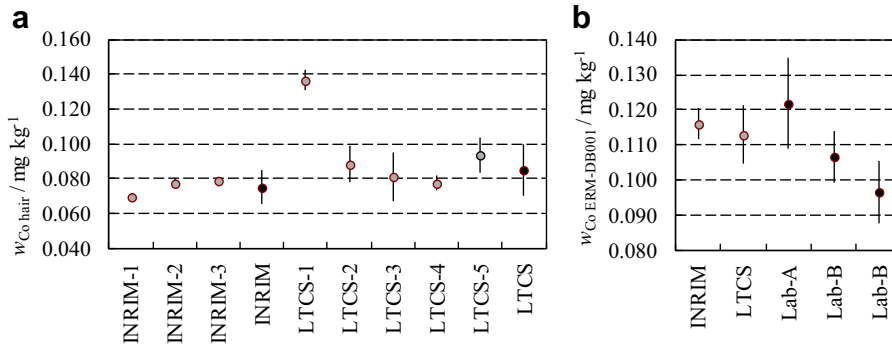 a
w Co hair / mg kg-1
0.160
0.140
0.120
0.100
0.080
0.060
0.040
INRIM-1
INRIM-2
INRIM-3
INRIM
LTCS-1
LTCS-2
LTCS-3
LTCS-4
LTCS-5
LTCS
b
w Co ERM-DB001 / mg kg-1
0.140
0.130
0.120
0.110
0.100
0.090
0.080
INRIM
LTCS
Lab-A
Lab-B
Lab-B